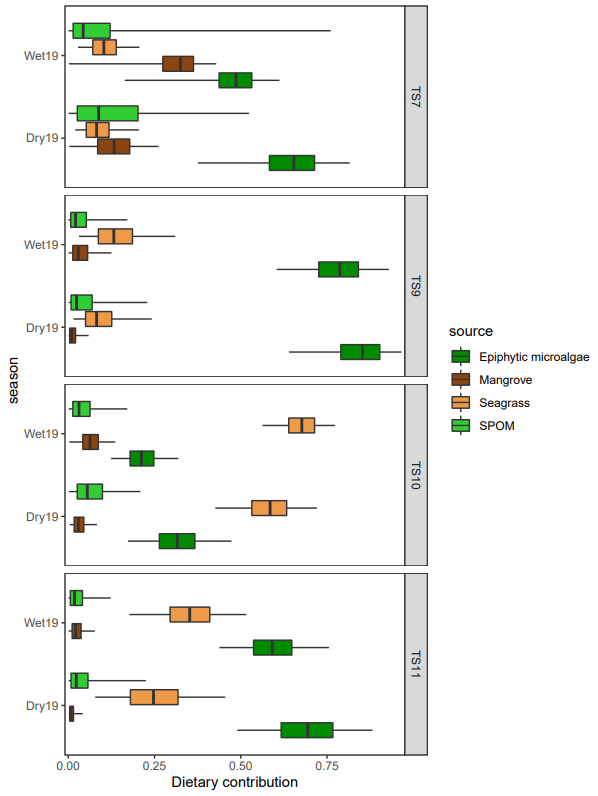 Wet19
Dry19
TS7
Wet19
Dry19
TS9
Wet19
Dry19
TS10
Wet19
Dry19
TS11
0.00 0.25 0.50 0.75
Dietary contribution
season
source
Epiphytic microalgae
Mangrove
Seagrass
SPOM